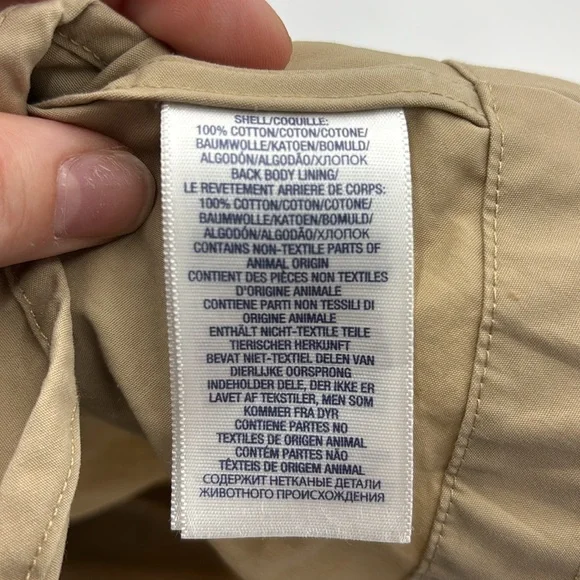 SHELL/COQUILLE:
100% COTTON/COTON/COTONE/
BAUMWOLLE/KATOEN/BOMULD/
ALGODÓN/ALGODÃO/ХЛОПОК
BACK BODY LINING/
LE REVETEMENT ARRIERE DE CORPS:
100% COTTON/COTON/COTONE/
BAUMWOLLE/KATOEN/BOMULD/
ALGODÓN/ALGODÃO/ХЛОПОК
CONTAINS NON-TEXTILE PARTS OF
ANIMAL ORIGIN
CONTIENT DES PIÈCES NON TEXTILES
D'ORIGINE ANIMALE
CONTIENE PARTI NON TESSILI DI
ORIGINE ANIMALE
ENTHÄLT NICHT-TEXTILE TEILE
TIERISCHER HERKUNFT
BEVAT NIET-TEXTIEL DELEN VAN
DIERLIJKE OORSPRONG
INDEHOLDER DELE, DER IKKE ER
LAVET AF TEKSTILER, MEN SOM
KOMMER FRA DYR
CONTIENE PARTES NO
TEXTILES DE ORIGEN ANIMAL
CONTÉM PARTES NÃO
TÊXTEIS DE ORIGEM ANIMAL
СОДЕРЖИТ НЕТКАНЫЕ ДЕТАЛИ
ЖИВОТНОГО ПРОИСХОЖДЕНИЯ